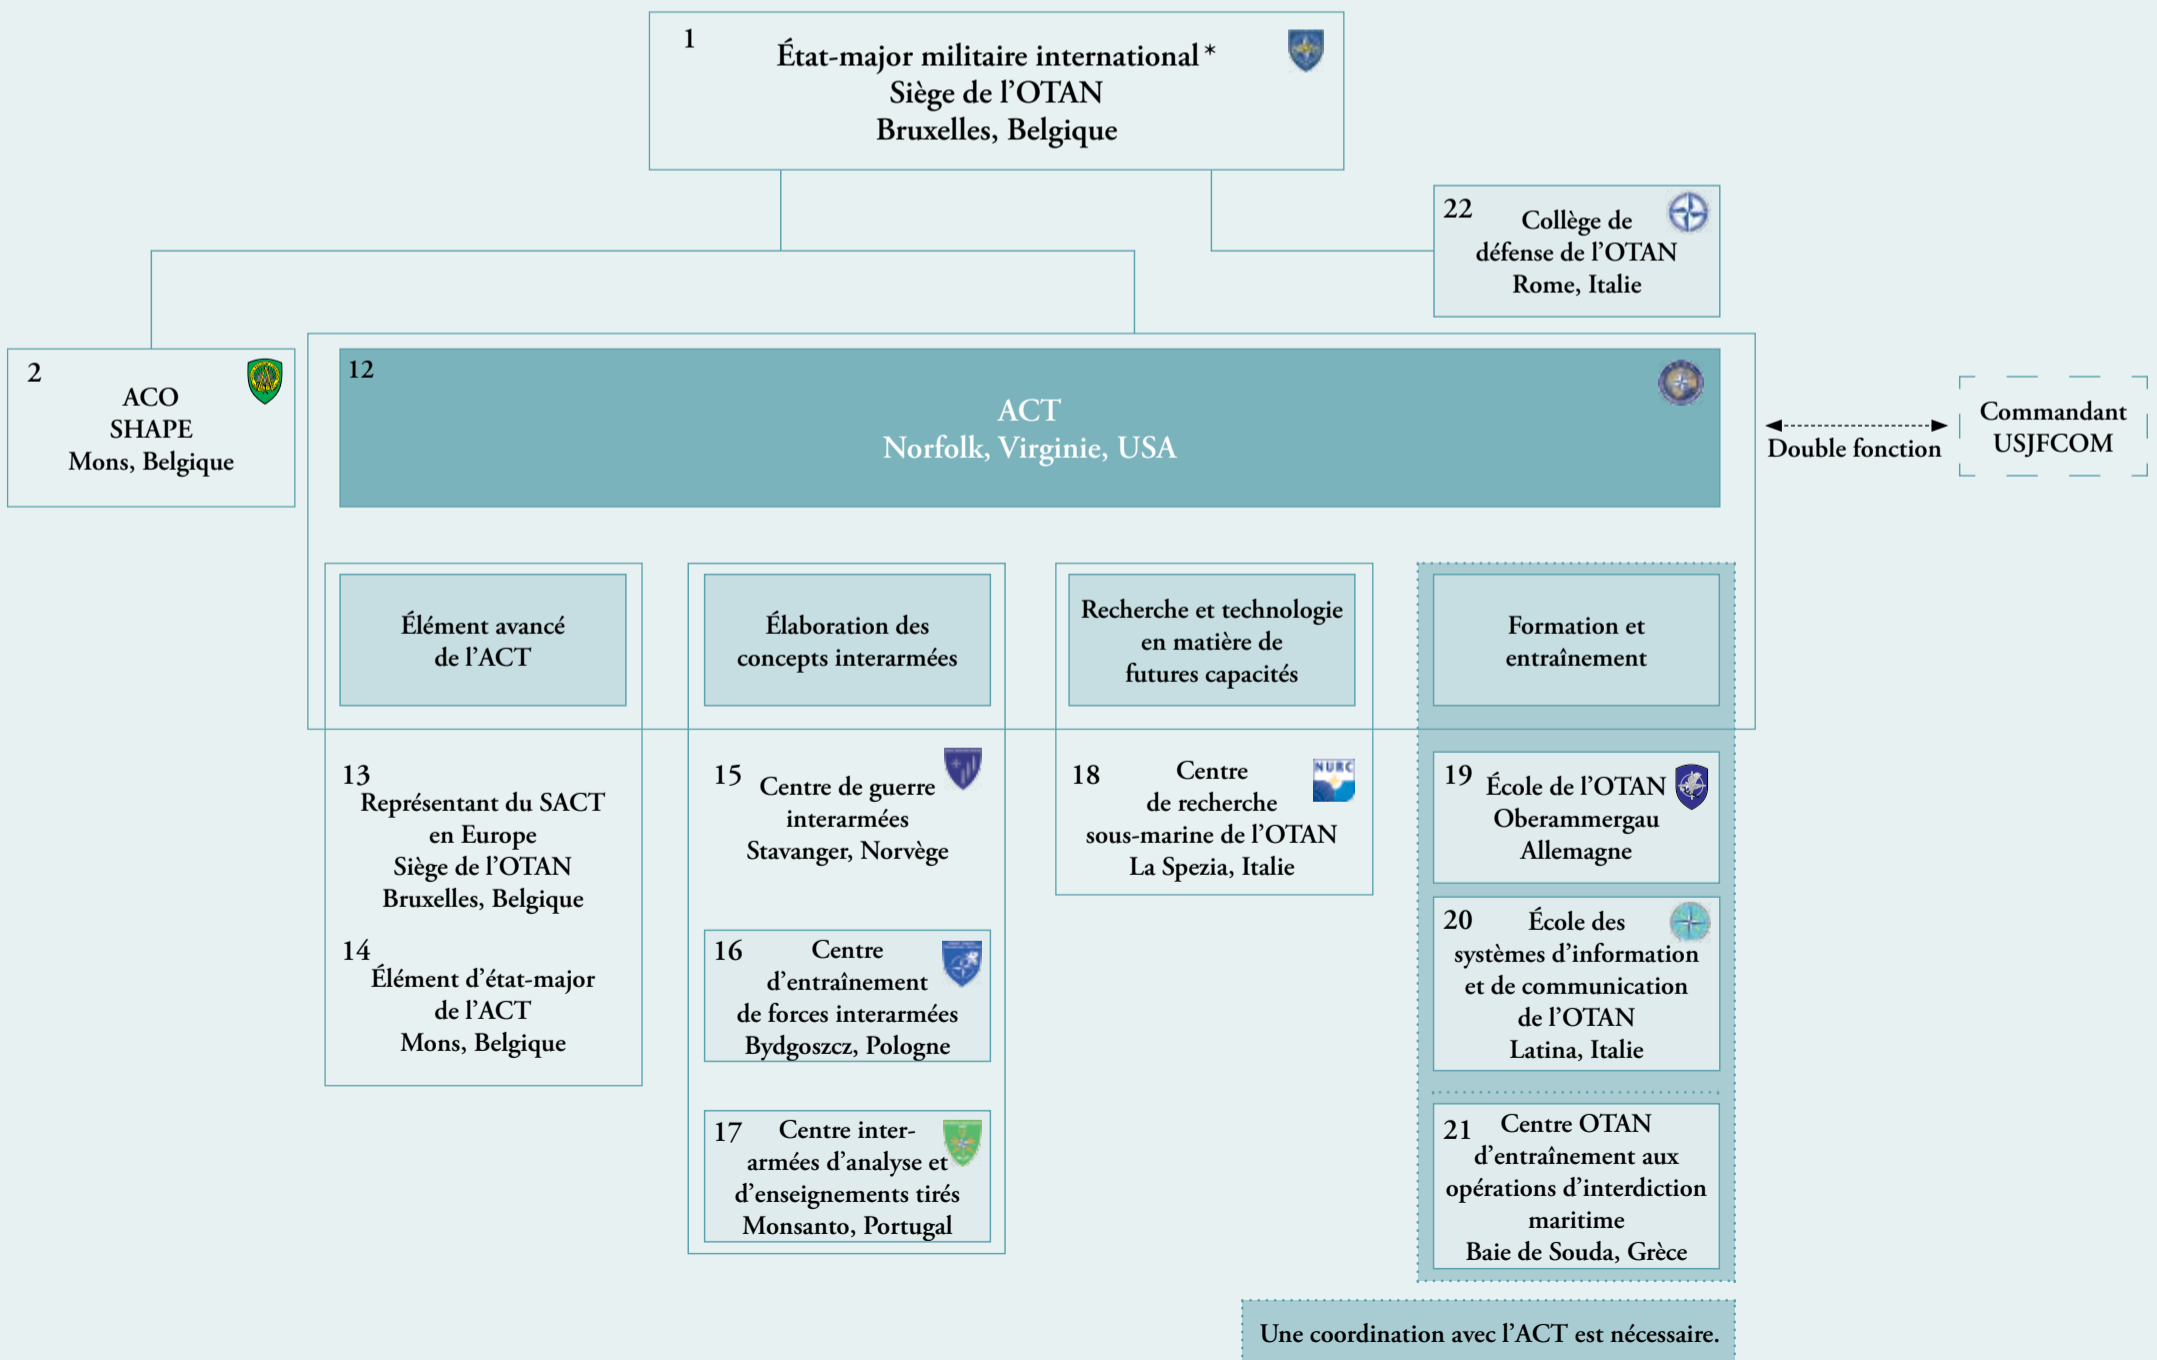 1
État-major militaire international *
Siège de l’OTAN
Bruxelles, Belgique
22
Collège de
défense de l’OTAN
Rome, Italie
2
ACO
SHAPE
Mons, Belgique
12
ACT
Norfolk, Virginie, USA
Double fonction
Commandant
USJFCOM
Élément avancé
de l’ACT
13
Représentant du SACT
en Europe
Siège de l’OTAN
Bruxelles, Belgique
14
Élément d’état-major
de l’ACT
Mons, Belgique
Élaboration des
concepts interarmées
15
Centre de guerre
interarmées
Stavanger, Norvège
16
Centre
d’entraînement
de forces interarmées
Bydgoszcz, Pologne
17
Centre inter-
armées d’analyse et
d’enseignements tirés
Monsanto, Portugal
Recherche et technologie
en matière de
futures capacités
18
NURC
Centre
de recherche
sous-marine de l’OTAN
La Spezia, Italie
Formation et
entraînement
19
École de l’OTAN
Oberammergau
Allemagne
20
École des
systèmes d’information
et de communication
de l’OTAN
Latina, Italie
21
Centre OTAN
d’entraînement aux
opérations d’interdiction
maritime
Baie de Souda, Grèce
Une coordination avec l’ACT est nécessaire.